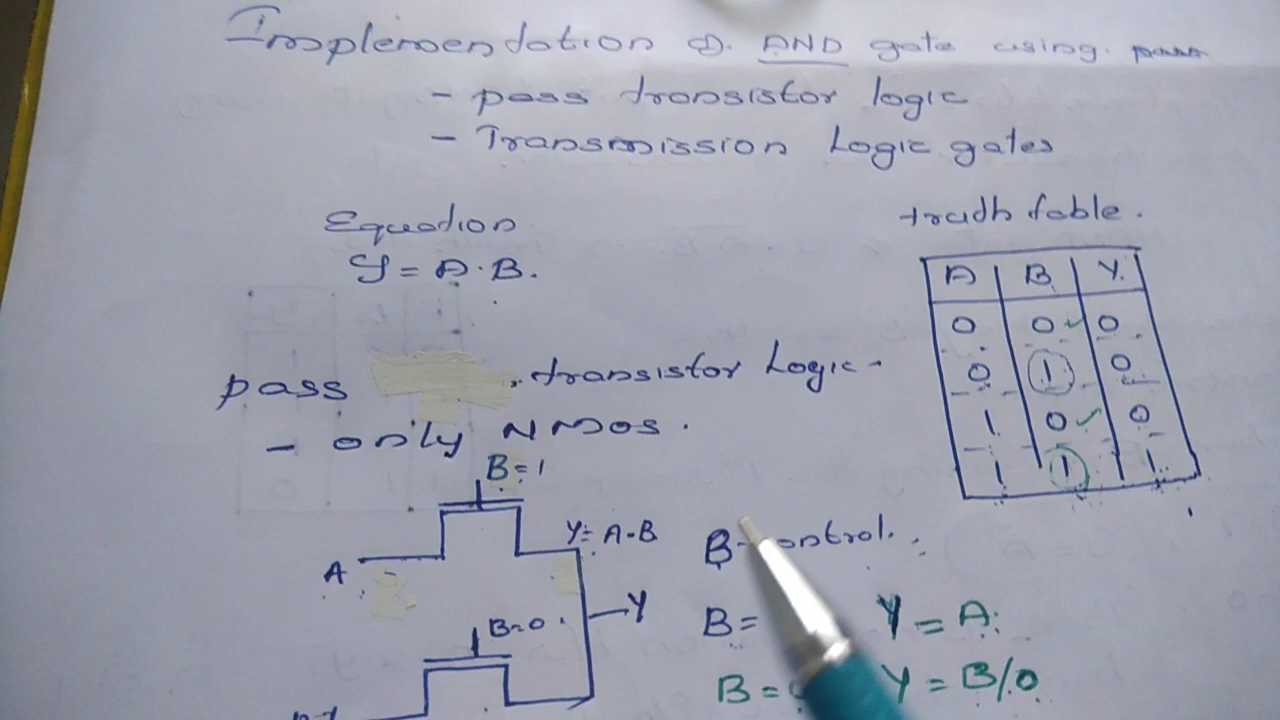 Implementation of AND gate using pass
- pass transistor logic
- Transmission Logic gates
Equation
Y = A·B.
truth table.
A B Y
0 0 ✓ 0
0 1 0
1 0 ✓ 0
1 1 1
pass transistor Logic -
- only NMOS.
B=1
A
Y= A·B
Y
B=0
B-control.
B= Y = A
B = Y = B/0